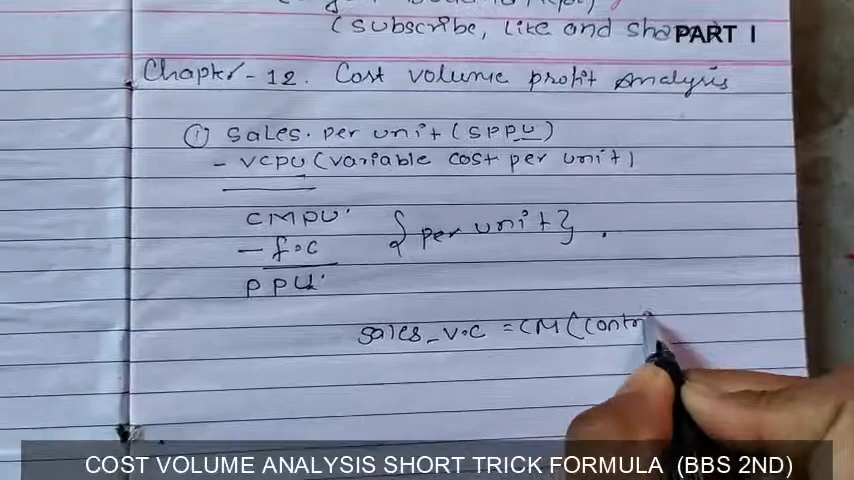 (subscribe, Like and sha
PART I
Chapter - 12. Cost volume profit Analysis
① Sales. per unit (SPPU)
- VCPU (variable cost per unit)
CMPU
- f.c { per unit } .
PPU
Sales - V.C = CM (contr
COST VOLUME ANALYSIS SHORT TRICK FORMULA (BBS 2ND)